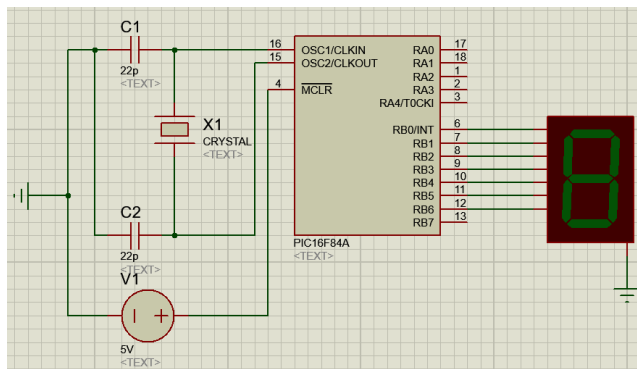 C1
22p
<TEXT>
X1
CRYSTAL
<TEXT>
C2
22p
<TEXT>
V1
5V
<TEXT>
16 OSC1/CLKIN
15 OSC2/CLKOUT
4 MCLR
RA0 17
RA1 18
RA2 1
RA3 2
RA4/T0CKI 3
RB0/INT 6
RB1 7
RB2 8
RB3 9
RB4 10
RB5 11
RB6 12
RB7 13
PIC16F84A
<TEXT>